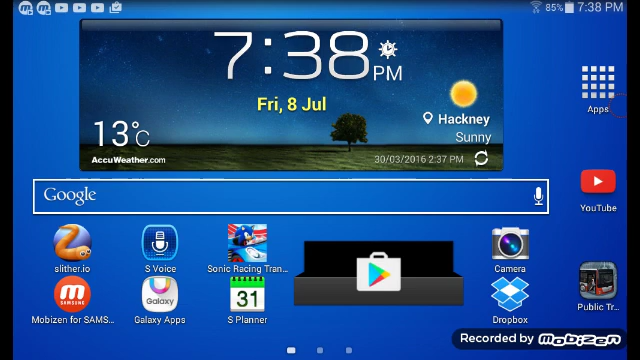 85% 7:38 PM
7:38 PM
Fri, 8 Jul
Hackney
13°C
Sunny
AccuWeather.com
30/03/2016 2:37 PM
Apps
Google
YouTube
slither.io
S Voice
Sonic Racing Tran...
Camera
Galaxy
31
Mobizen for SAMS...
Galaxy Apps
S Planner
Dropbox
Public Tr...
SAMSUNG
Recorded by Mobizen